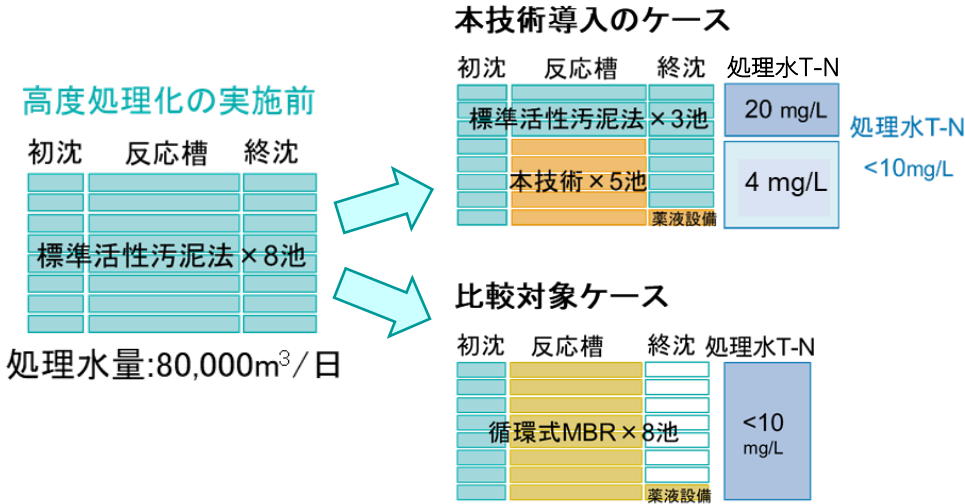 高度処理化の実施前
初沈 反応槽 終沈
標準活性汚泥法×8池
処理水量:80,000m³/日
本技術導入のケース
初沈 反応槽 終沈 処理水T-N
標準活性汚泥法×3池
20 mg/L
本技術×5池
4 mg/L
薬液設備
処理水T-N
<10mg/L
比較対象ケース
初沈 反応槽 終沈 処理水T-N
循環式MBR×8池
<10
mg/L
薬液設備